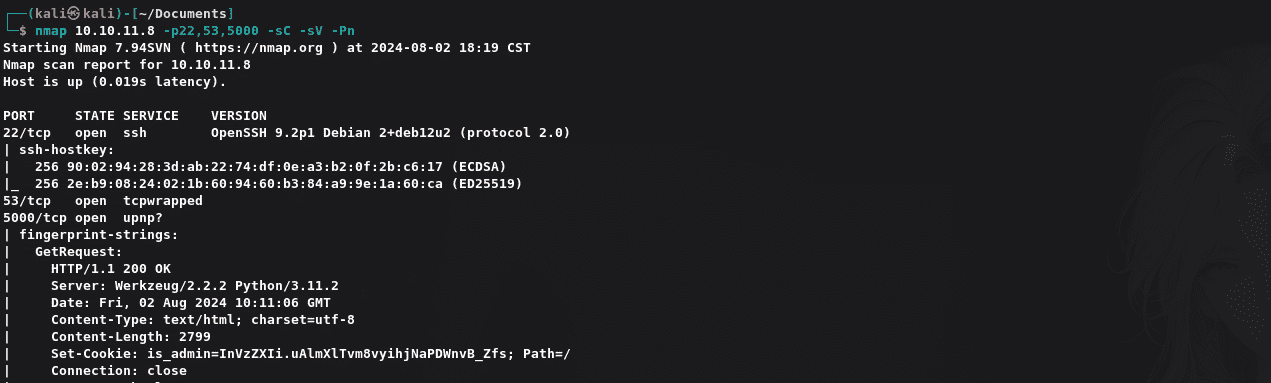 ┌──(kali㉿kali)-[~/Documents]
└─$ nmap 10.10.11.8 -p22,53,5000 -sC -sV -Pn
Starting Nmap 7.94SVN ( https://nmap.org ) at 2024-08-02 18:19 CST
Nmap scan report for 10.10.11.8
Host is up (0.019s latency).

PORT     STATE SERVICE    VERSION
22/tcp   open  ssh        OpenSSH 9.2p1 Debian 2+deb12u2 (protocol 2.0)
| ssh-hostkey:
|   256 90:02:94:28:3d:ab:22:74:df:0e:a3:b2:0f:2b:c6:17 (ECDSA)
|_  256 2e:b9:08:24:02:1b:60:94:60:b3:84:a9:9e:1a:60:ca (ED25519)
53/tcp   open  tcpwrapped
5000/tcp open  upnp?
| fingerprint-strings:
|   GetRequest:
|     HTTP/1.1 200 OK
|     Server: Werkzeug/2.2.2 Python/3.11.2
|     Date: Fri, 02 Aug 2024 10:11:06 GMT
|     Content-Type: text/html; charset=utf-8
|     Content-Length: 2799
|     Set-Cookie: is_admin=InVzZXIi.uAlmXlTvm8vyihjNaPDWnvB_Zfs; Path=/
|     Connection: close